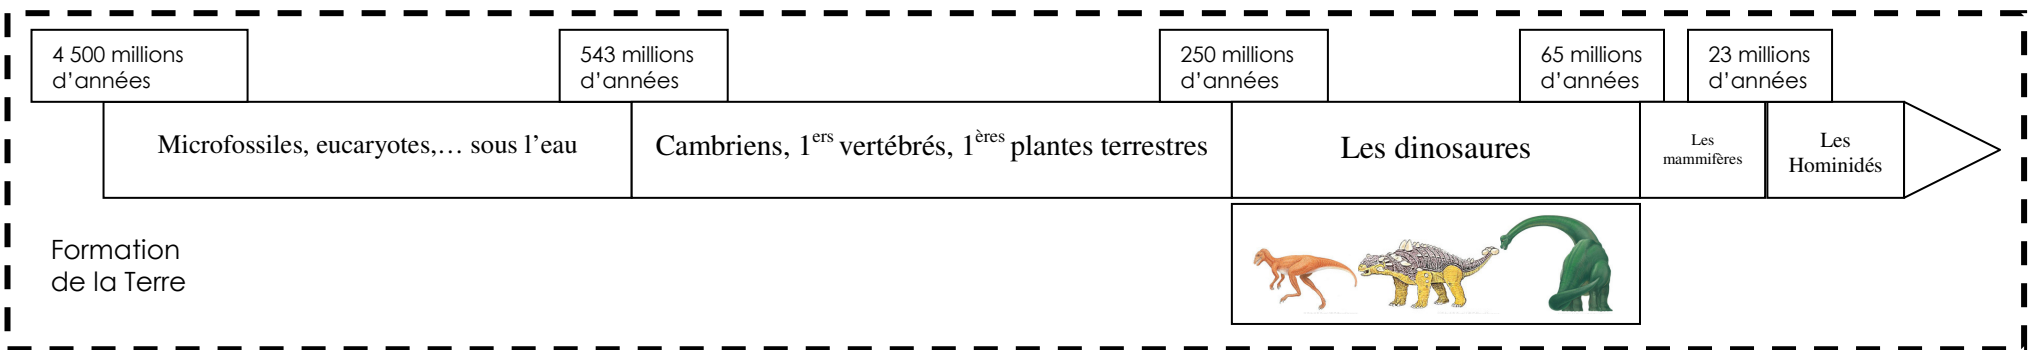 4 500 millions
d'années
543 millions
d'années
250 millions
d'années
65 millions
d'années
23 millions
d'années
Microfossiles, eucaryotes,… sous l'eau
Cambriens, 1ers vertébrés, 1ères plantes terrestres
Les dinosaures
Les
mammifères
Les
Hominidés
Formation
de la Terre